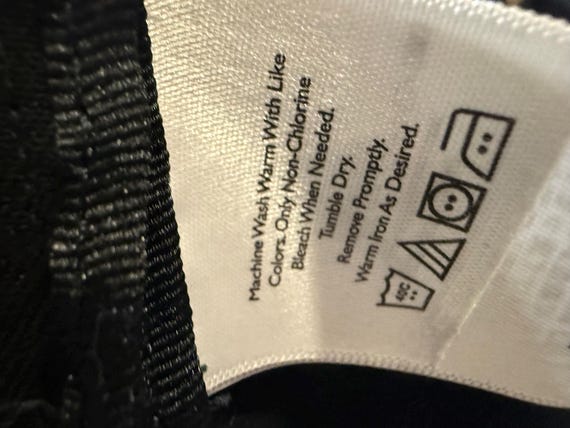 Machine Wash Warm With Like
Colors. Only Non-Chlorine
Bleach When Needed.
Tumble Dry.
Remove Promptly.
Warm Iron As Desired.
40C